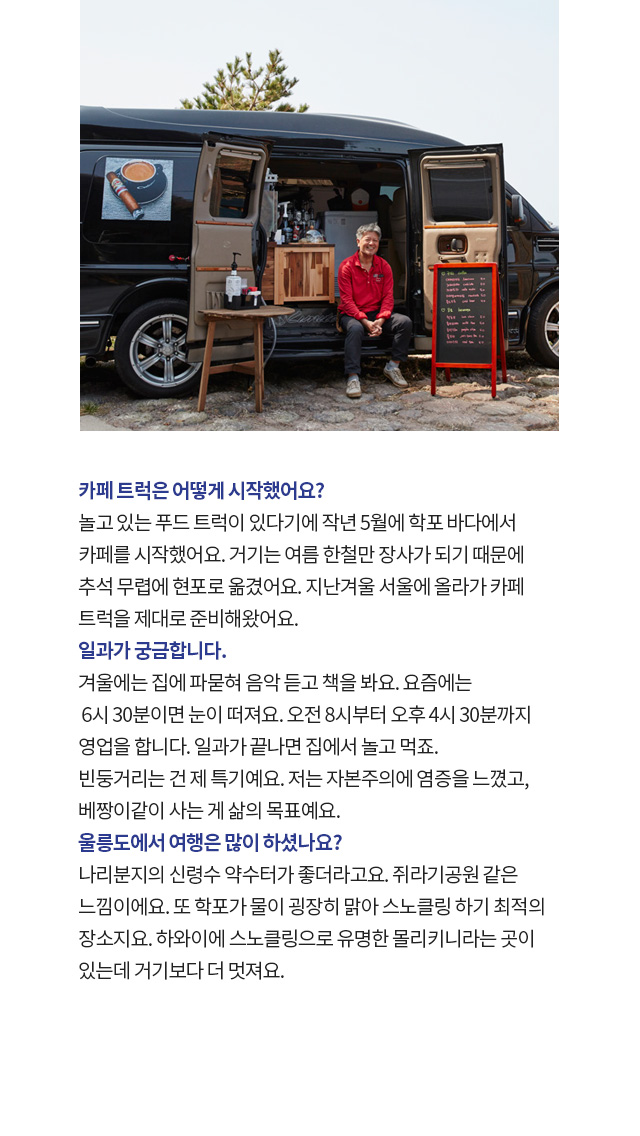 카페 트럭은 어떻게 시작했어요?
놀고 있는 푸드 트럭이 있다기에 작년 5월에 학포 바다에서
카페를 시작했어요. 거기는 여름 한철만 장사가 되기 때문에
추석 무렵에 현포로 옮겼어요. 지난겨울 서울에 올라가 카페
트럭을 제대로 준비해왔어요.
일과가 궁금합니다.
겨울에는 집에 파묻혀 음악 듣고 책을 봐요. 요즘에는
6시 30분이면 눈이 떠져요. 오전 8시부터 오후 4시 30분까지
영업을 합니다. 일과가 끝나면 집에서 놀고 먹죠.
빈둥거리는 건 제 특기예요. 저는 자본주의에 염증을 느꼈고,
베짱이같이 사는 게 삶의 목표예요.
울릉도에서 여행은 많이 하셨나요?
나리분지의 신령수 약수터가 좋더라고요. 쥐라기공원 같은
느낌이에요. 또 학포가 물이 굉장히 맑아 스노클링 하기 최적의
장소지요. 하와이에 스노클링으로 유명한 몰리키니라는 곳이
있는데 거기보다 더 멋져요.